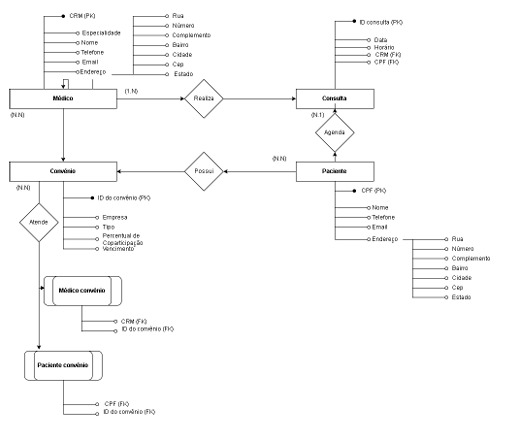 CRM (PK)
Especialidade
Nome
Telefone
Email
Endereço
Rua
Número
Complemento
Bairro
Cidade
Cep
Estado
ID consulta (PK)
Data
Horário
CRM (FK)
CPF (FK)
Médico
(1.N)
Realiza
Consulta
(N.N)
(N:1)
Agenda
Convênio
Possui
(N.N)
Paciente
(N.N)
Atende
ID do convênio (PK)
Empresa
Tipo
Percentual de
Coparticipação
Vencimento
CPF (PK)
Nome
Telefone
Email
Endereço
Rua
Número
Complemento
Bairro
Cidade
Cep
Estado
Médico convênio
CRM (FK)
ID do convênio (FK)
Paciente convênio
CPF (FK)
ID do convênio (FK)